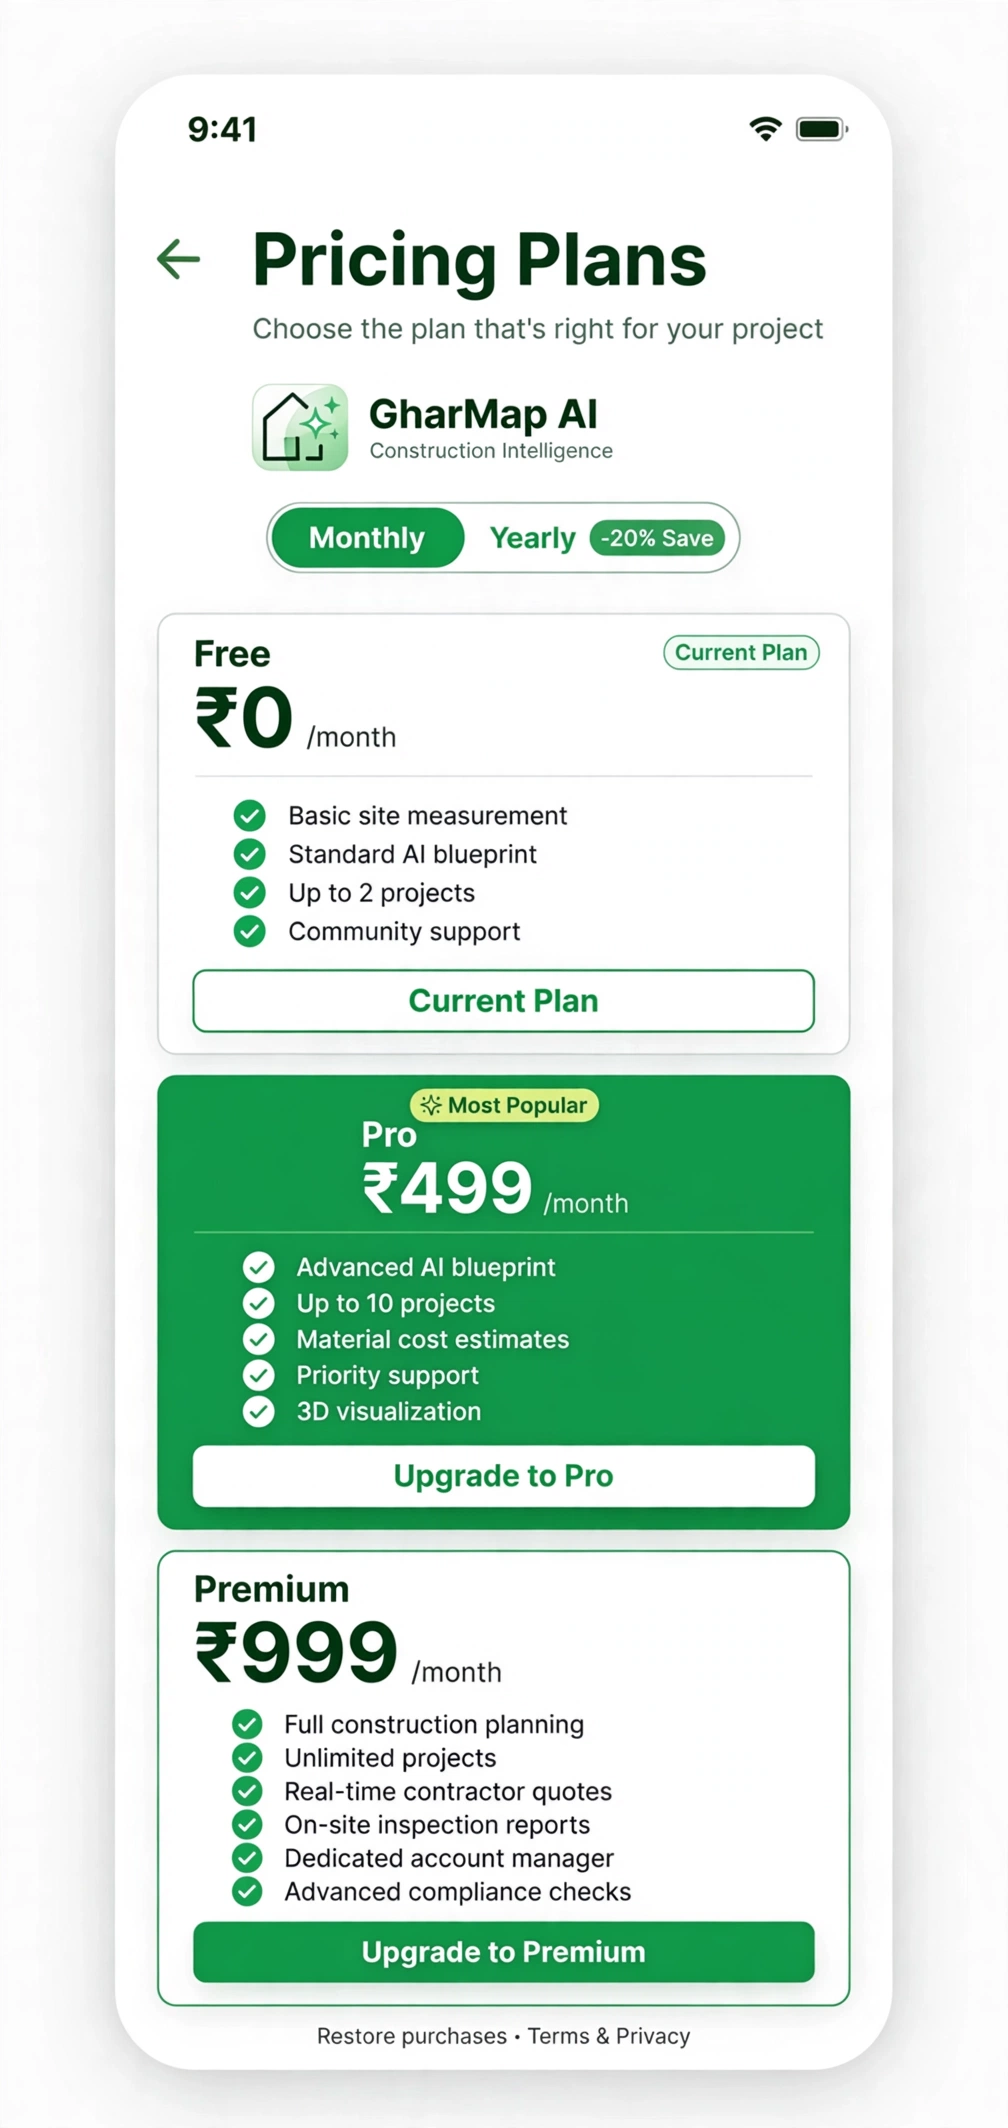 9:41
Pricing Plans
Choose the plan that's right for your project
GharMap AI
Construction Intelligence
Monthly Yearly -20% Save
Free Current Plan
₹0 /month
Basic site measurement
Standard AI blueprint
Up to 2 projects
Community support
Current Plan
Most Popular
Pro
₹499 /month
Advanced AI blueprint
Up to 10 projects
Material cost estimates
Priority support
3D visualization
Upgrade to Pro
Premium
₹999 /month
Full construction planning
Unlimited projects
Real-time contractor quotes
On-site inspection reports
Dedicated account manager
Advanced compliance checks
Upgrade to Premium
Restore purchases • Terms & Privacy